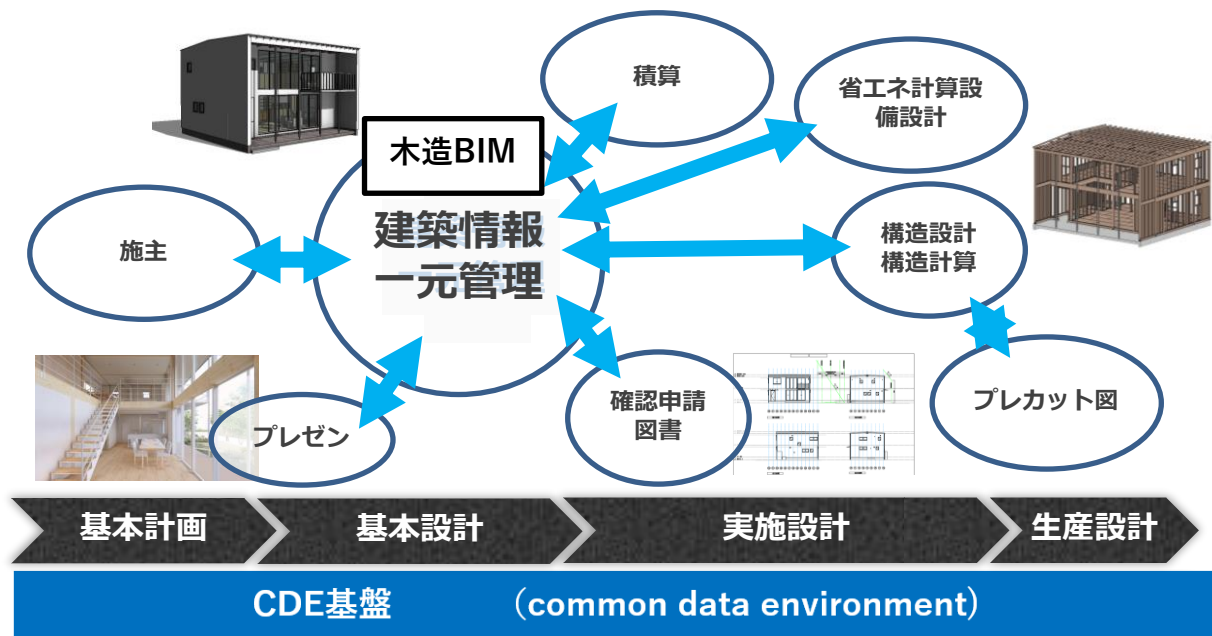 積算
省エネ計算設
備設計
木造BIM
建築情報
一元管理
施主
構造設計
構造計算
確認申請
図書
プレカット図
プレゼン
基本計画
基本設計
実施設計
生産設計
CDE基盤 （common data environment）